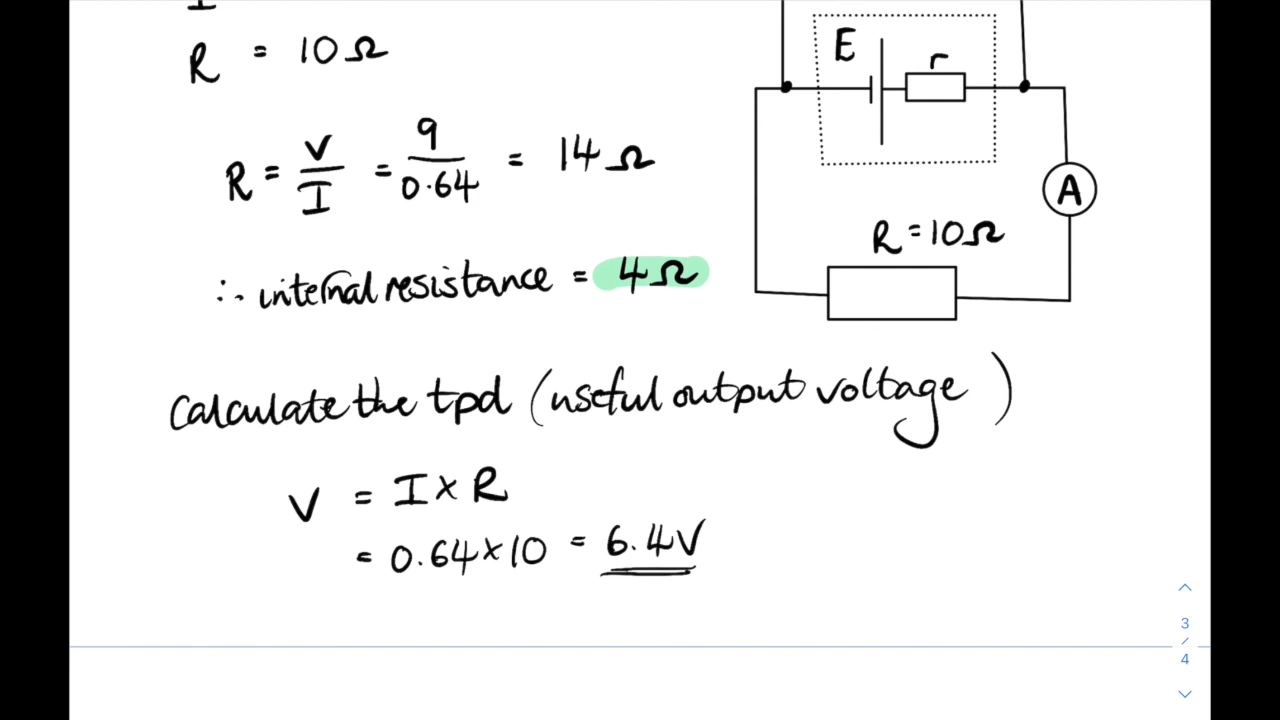 I
R = 10Ω
R = V/I = 9/0.64 = 14Ω
∴ internal resistance = 4Ω
E
r
A
R = 10Ω
Calculate the tpd (useful output voltage)
V = I × R
= 0.64 × 10 = 6.4V
3
/
4